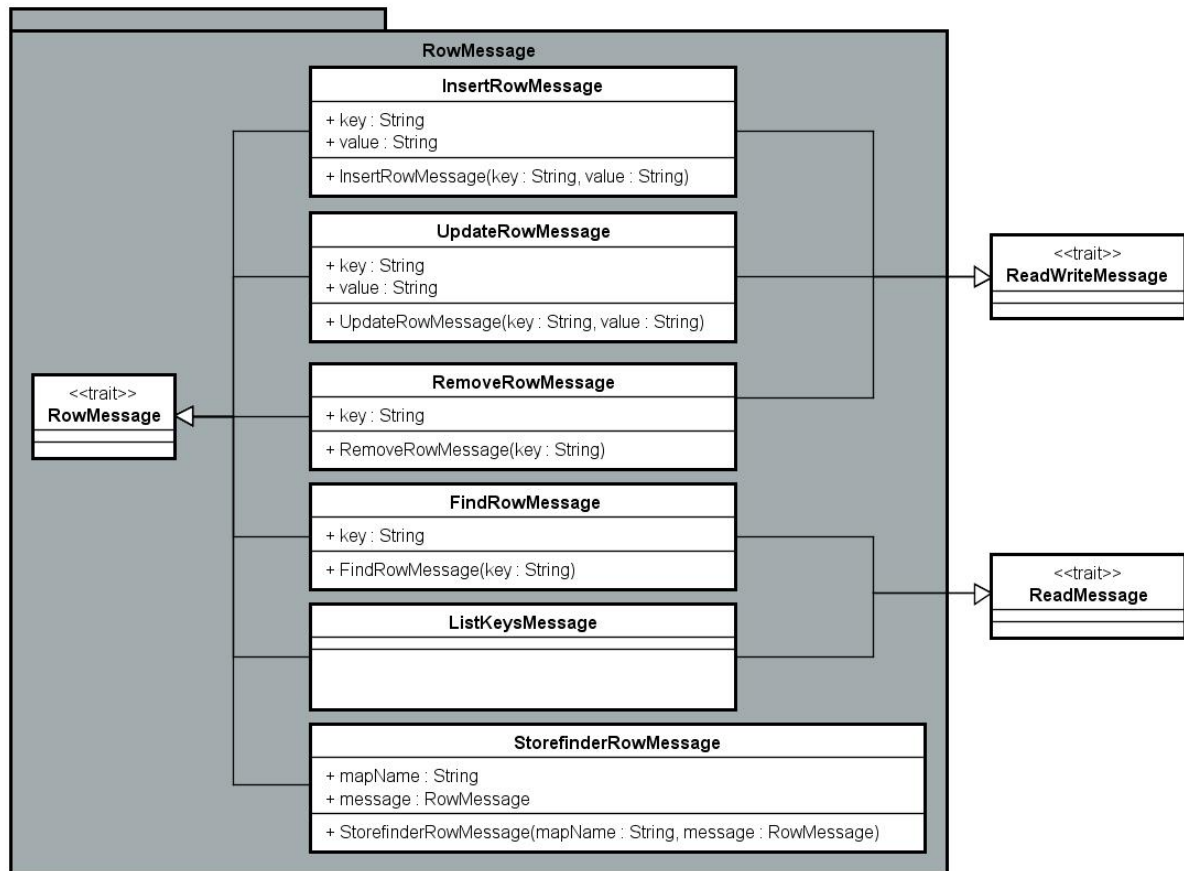 RowMessage
InsertRowMessage
+ key : String
+ value : String
+ InsertRowMessage(key : String, value : String)
UpdateRowMessage
+ key : String
+ value : String
+ UpdateRowMessage(key : String, value : String)
<<trait>>
ReadWriteMessage
<<trait>>
RowMessage
RemoveRowMessage
+ key : String
+ RemoveRowMessage(key : String)
FindRowMessage
+ key : String
+ FindRowMessage(key : String)
<<trait>>
ReadMessage
ListKeysMessage
StorefinderRowMessage
+ mapName : String
+ message : RowMessage
+ StorefinderRowMessage(mapName : String, message : RowMessage)